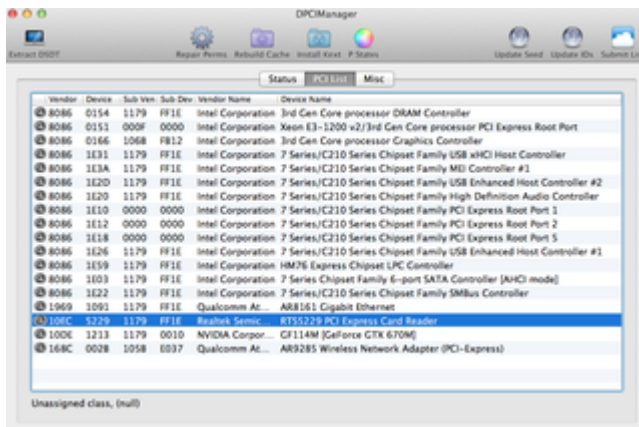 DPCIManager
Extract DSDT Repair Perms Rebuild Cache Install Kext P States Update Seed Update IDs Submit
Status PCI List Misc
Vendor Device Sub Ven Sub Dev Vendor Name Device Name
8086 0154 1179 FF1E Intel Corporation 3rd Gen Core processor DRAM Controller
8086 0151 000F 0000 Intel Corporation Xeon E3-1200 v2/3rd Gen Core processor PCI Express Root Port
8086 0166 1068 FB12 Intel Corporation 3rd Gen Core processor Graphics Controller
8086 1E31 1179 FF1E Intel Corporation 7 Series/C210 Series Chipset Family USB xHCI Host Controller
8086 1E3A 1179 FF1E Intel Corporation 7 Series/C210 Series Chipset Family MEI Controller #1
8086 1E2D 1179 FF1E Intel Corporation 7 Series/C210 Series Chipset Family USB Enhanced Host Controller #2
8086 1E20 1179 FF1E Intel Corporation 7 Series/C210 Series Chipset Family High Definition Audio Controller
8086 1E10 0000 0000 Intel Corporation 7 Series/C210 Series Chipset Family PCI Express Root Port 1
8086 1E12 0000 0000 Intel Corporation 7 Series/C210 Series Chipset Family PCI Express Root Port 2
8086 1E18 0000 0000 Intel Corporation 7 Series/C210 Series Chipset Family PCI Express Root Port 5
8086 1E26 1179 FF1E Intel Corporation 7 Series/C210 Series Chipset Family USB Enhanced Host Controller #1
8086 1E59 1179 FF1E Intel Corporation HM76 Express Chipset LPC Controller
8086 1E03 1179 FF1E Intel Corporation 7 Series Chipset Family 6-port SATA Controller [AHCI mode]
8086 1E22 1179 FF1E Intel Corporation 7 Series/C210 Series Chipset Family SMBus Controller
1969 1091 1179 FF1E Qualcomm At... AR8161 Gigabit Ethernet
10EC 5229 1179 FF1E Realtek Semic... RTS5229 PCI Express Card Reader
10DE 1213 1179 0010 NVIDIA Corpor... GF114M [GeForce GTX 670M]
168C 002B 1058 E037 Qualcomm At... AR9285 Wireless Network Adapter (PCI-Express)
Unassigned class, (null)